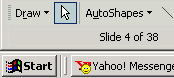 Draw AutoShapes
Slide 4 of 38
Start Yahoo! Messenge